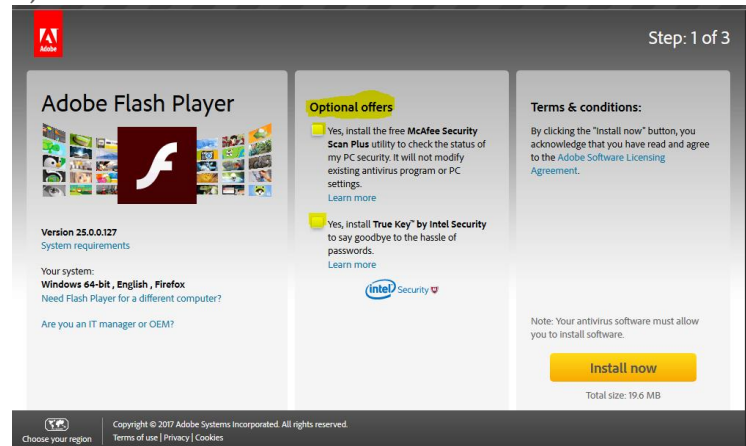 Adobe
Step: 1 of 3
Adobe Flash Player
Version 25.0.0.127
System requirements
Your system:
Windows 64-bit , English , Firefox
Need Flash Player for a different computer?
Are you an IT manager or OEM?
Optional offers
Yes, install the free McAfee Security
Scan Plus utility to check the status of
my PC security. It will not modify
existing antivirus program or PC
settings.
Learn more
Yes, install True Key™ by Intel Security
to say goodbye to the hassle of
passwords.
Learn more
intel Security
Terms & conditions:
By clicking the "Install now" button, you
acknowledge that you have read and agree
to the Adobe Software Licensing
Agreement.
Note: Your antivirus software must allow
you to install software.
Install now
Total size: 19.6 MB
Choose your region
Copyright © 2017 Adobe Systems Incorporated. All rights reserved.
Terms of use | Privacy | Cookies